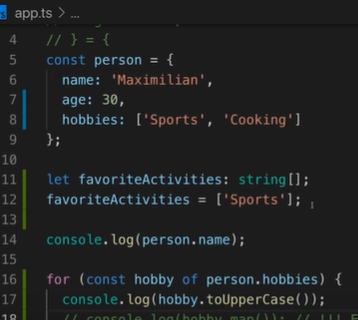 app.ts > ...
4 // } = {
5 const person = {
6 name: 'Maximilian',
7 age: 30,
8 hobbies: ['Sports', 'Cooking']
9 };
10
11 let favoriteActivities: string[];
12 favoriteActivities = ['Sports'];
13
14 console.log(person.name);
15
16 for (const hobby of person.hobbies) {
17 console.log(hobby.toUpperCase());
18 // console.log(hobby.map()); // !!!